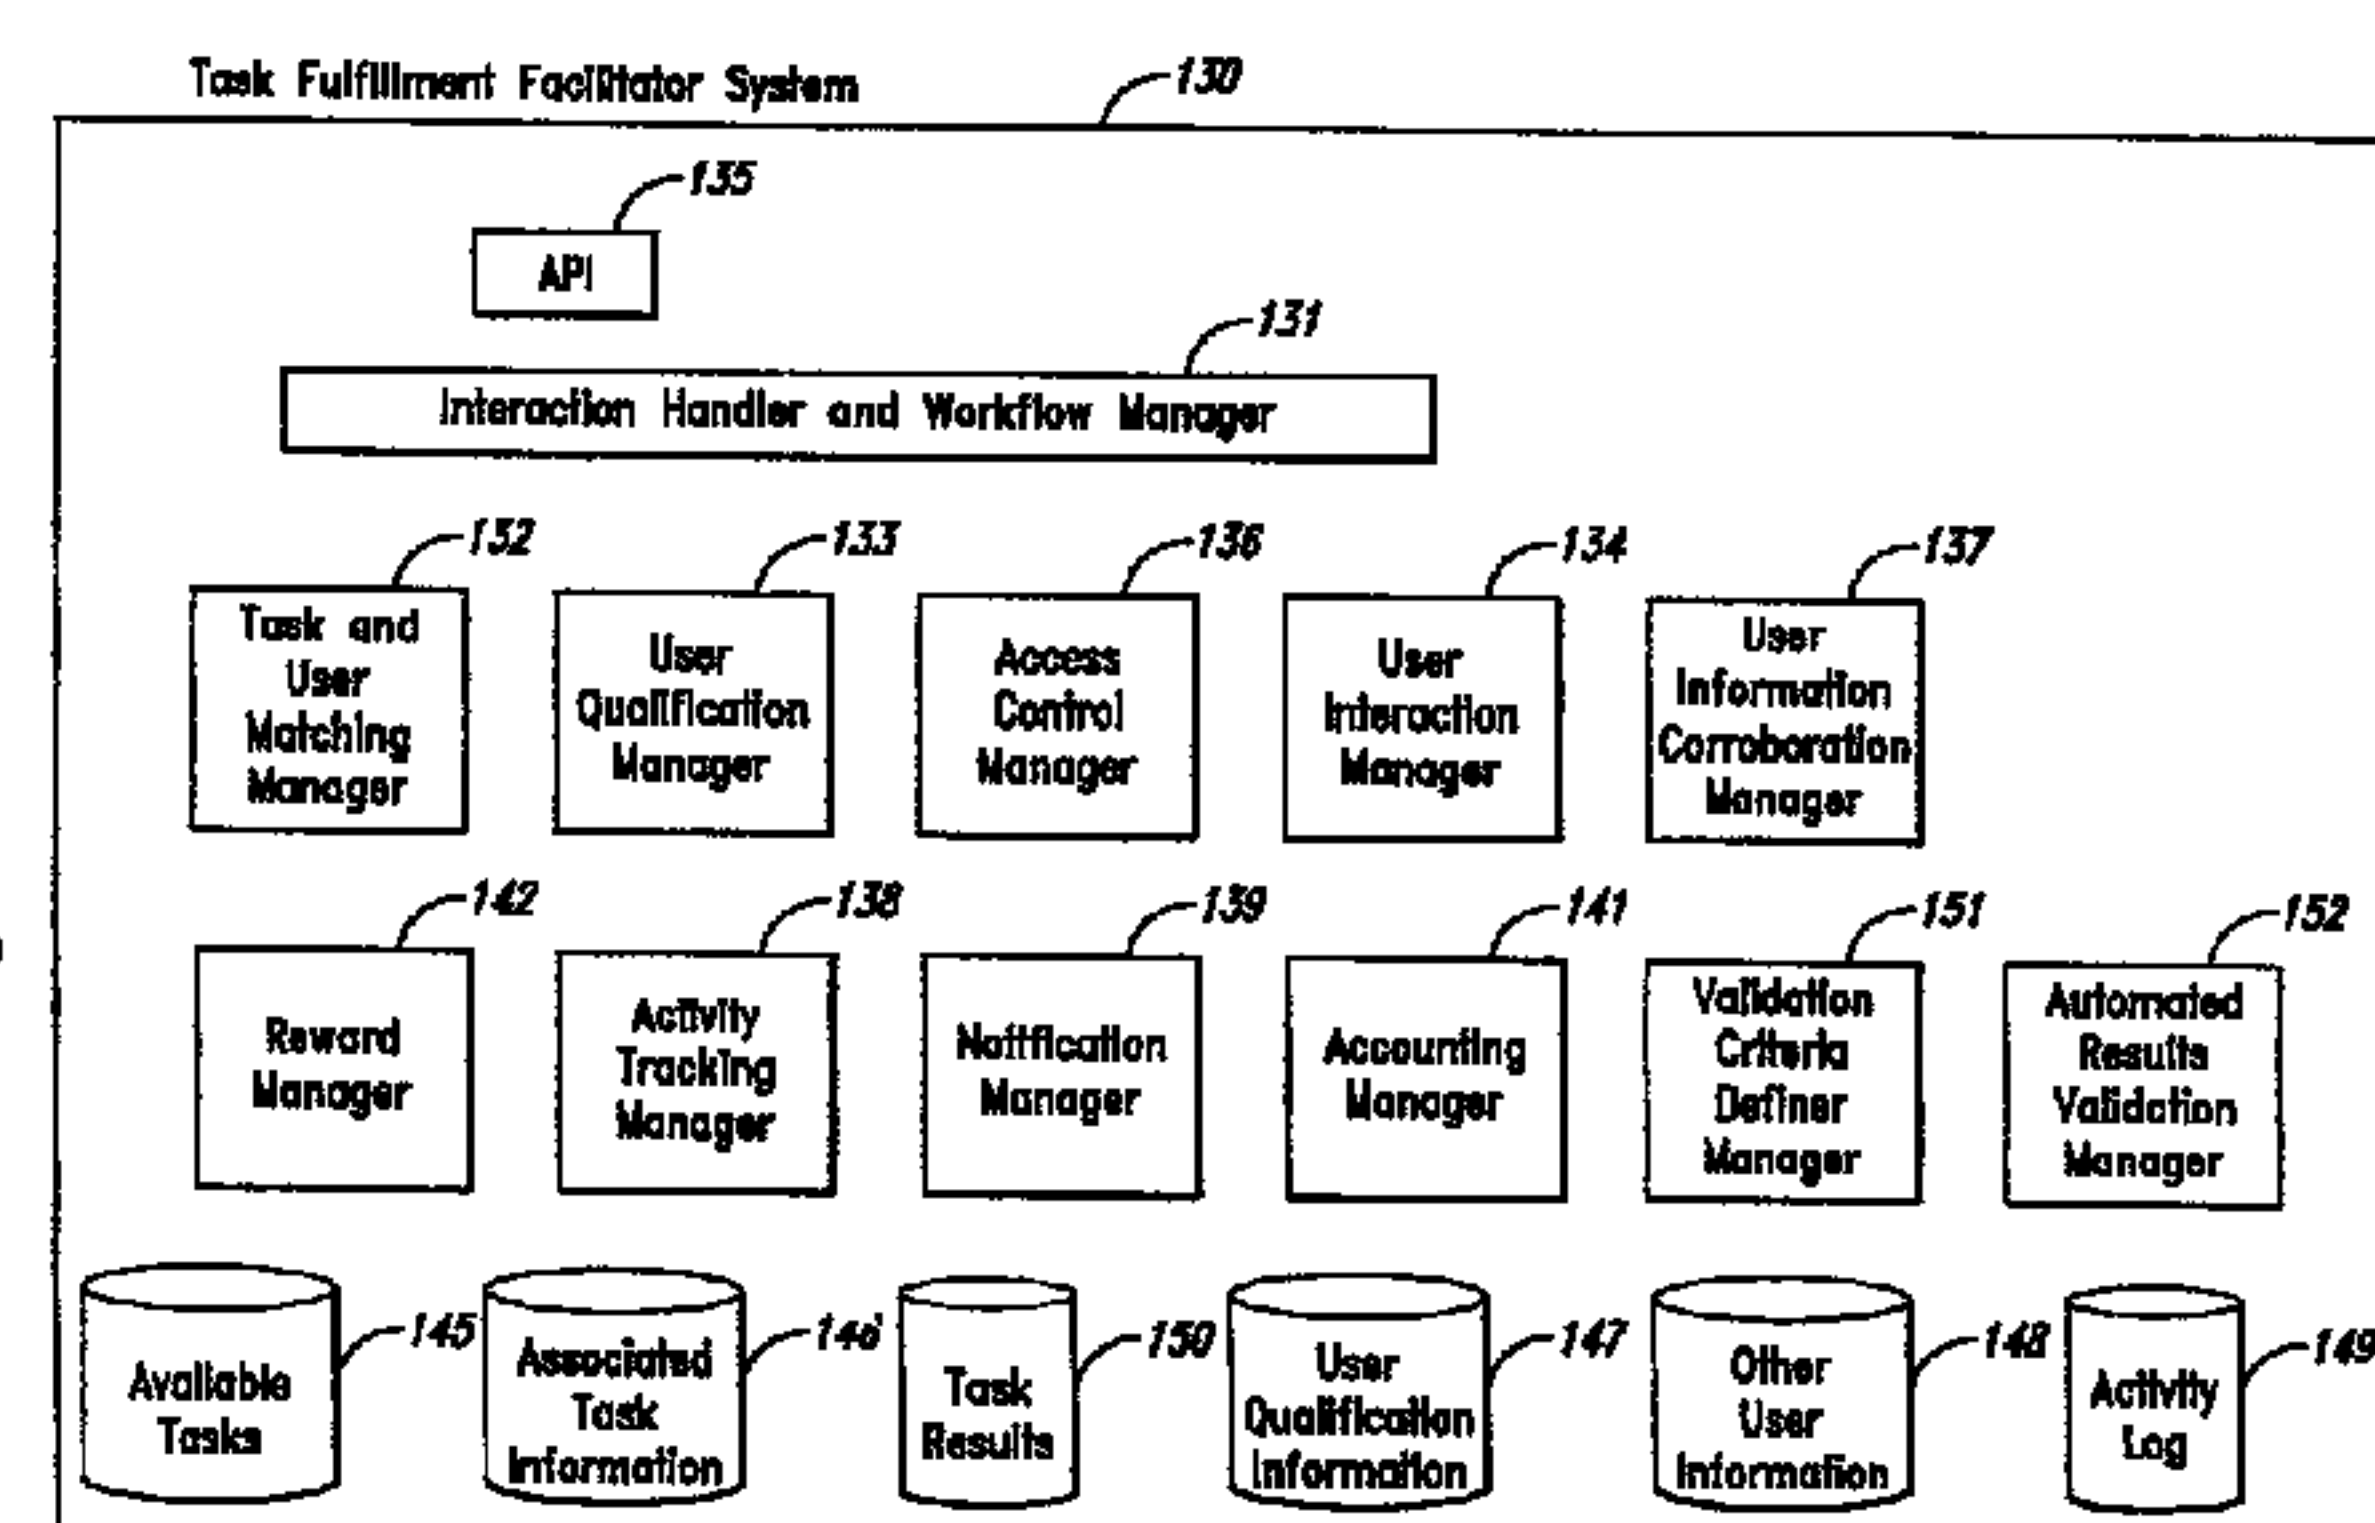 Task Fulfillment Facilitator System
130
135
API
131
Interaction Handler and Workflow Manager
132
Task and
User
Matching
Manager
133
User
Qualification
Manager
136
Access
Control
Manager
134
User
Interaction
Manager
137
User
Information
Corroboration
Manager
142
Reward
Manager
138
Activity
Tracking
Manager
139
Notification
Manager
141
Accounting
Manager
151
Validation
Criteria
Definer
Manager
152
Automated
Results
Validation
Manager
145
Available
Tasks
146
Associated
Task
Information
150
Task
Results
147
User
Qualification
Information
148
Other
User
Information
149
Activity
Log